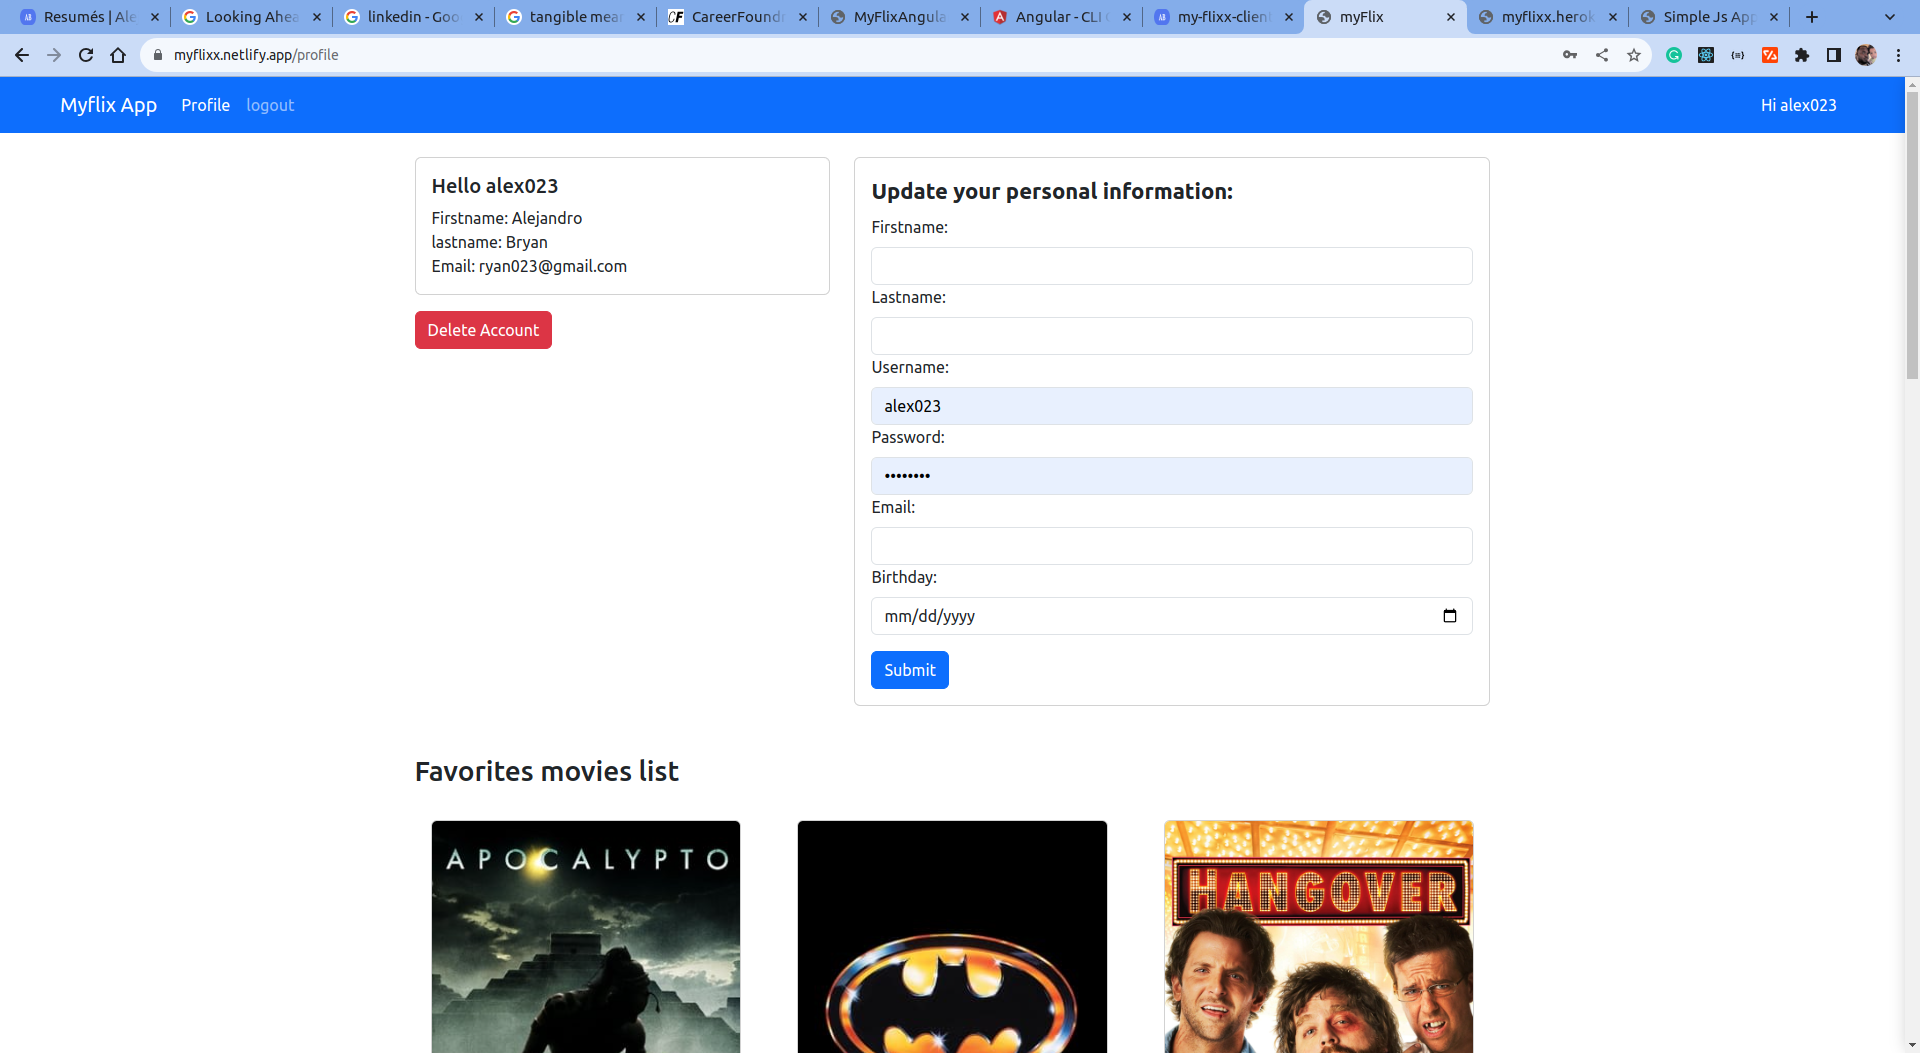 Resumés | Ale
Looking Ahea
linkedin - Goo
tangible mean
CF CareerFound
MyFlixAngula
Angular - CLI
my-flixx-clien
myFlix
myflixx.herok
Simple Js App
myflixx.netlify.app/profile
Myflix App Profile logout Hi alex023
Hello alex023
Firstname: Alejandro
lastname: Bryan
Email: ryan023@gmail.com
Delete Account
Update your personal information:
Firstname:
Lastname:
Username:
alex023
Password:
••••••••
Email:
Birthday:
mm/dd/yyyy
Submit
Favorites movies list
APOCALYPTO
HANGOVER